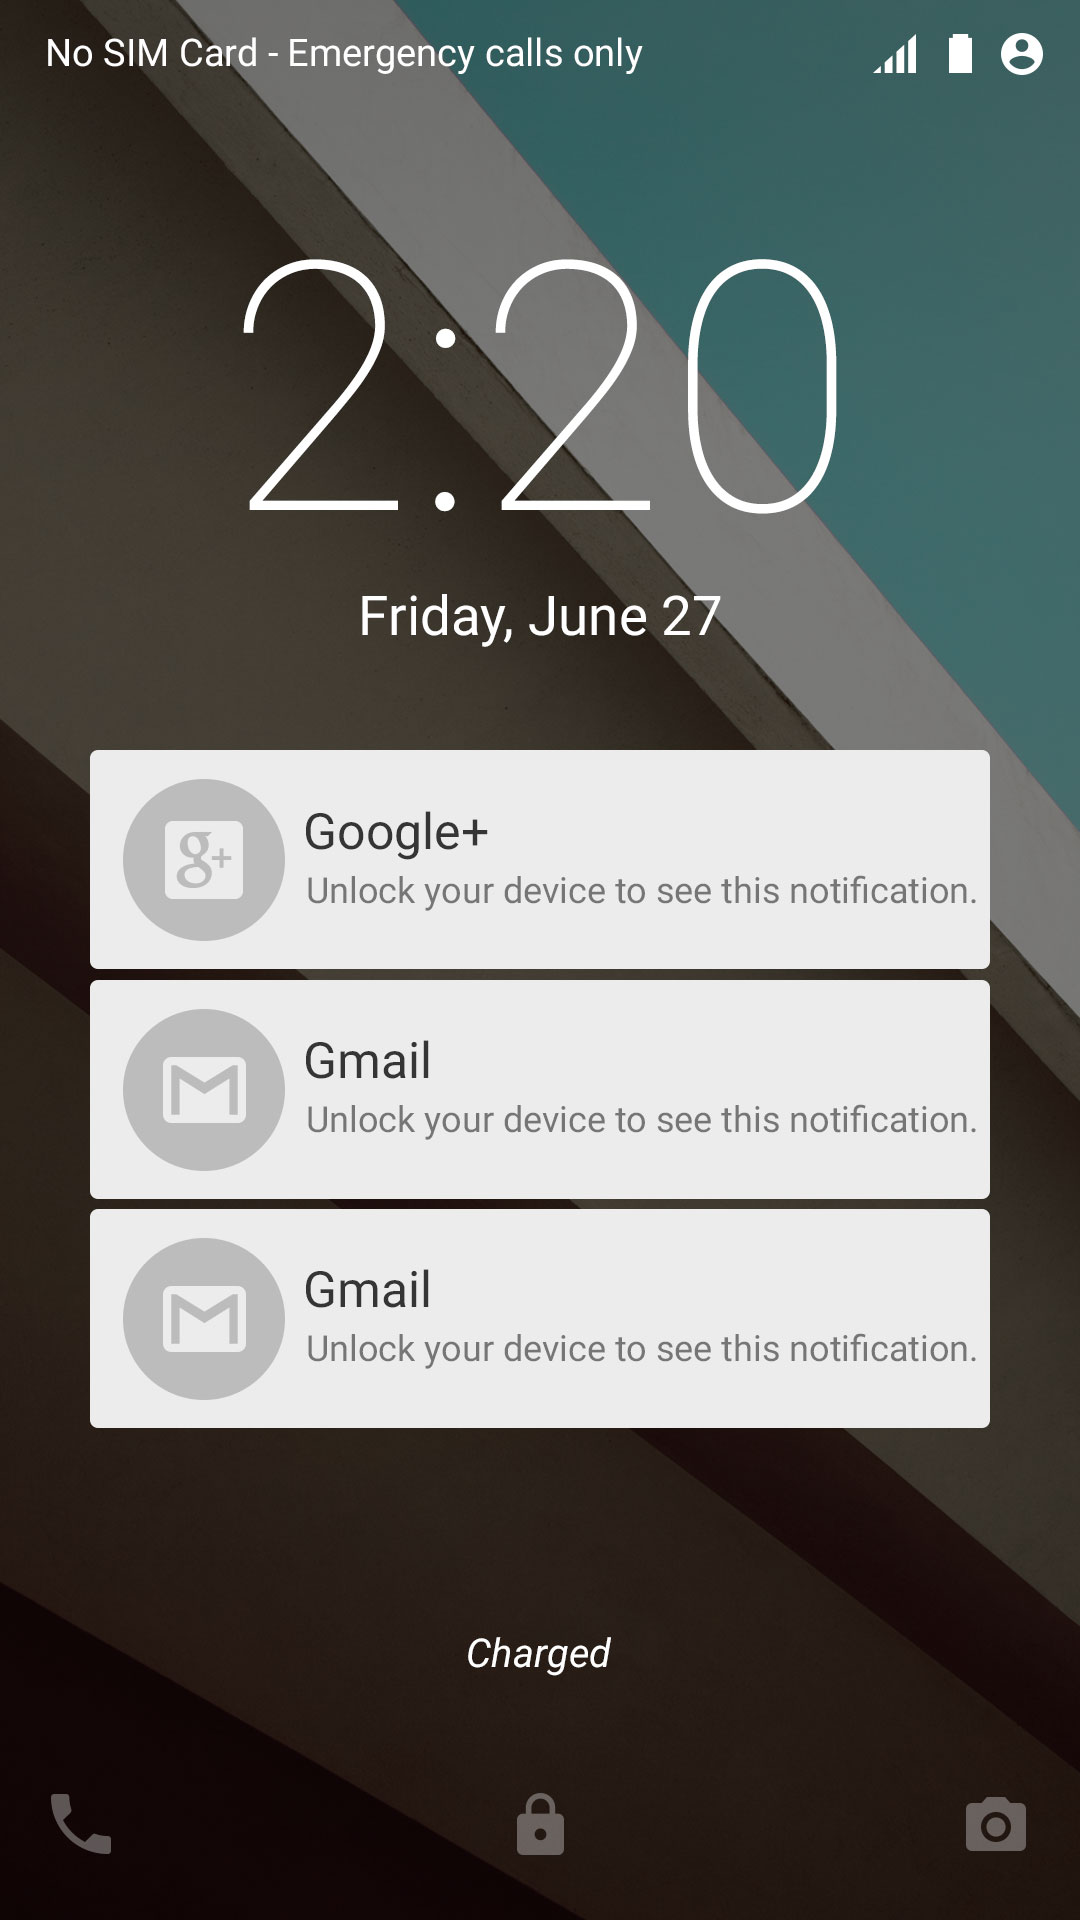 No SIM Card - Emergency calls only
2:20
Friday, June 27
g+
Google+
Unlock your device to see this notification.
Gmail
Unlock your device to see this notification.
Gmail
Unlock your device to see this notification.
Charged